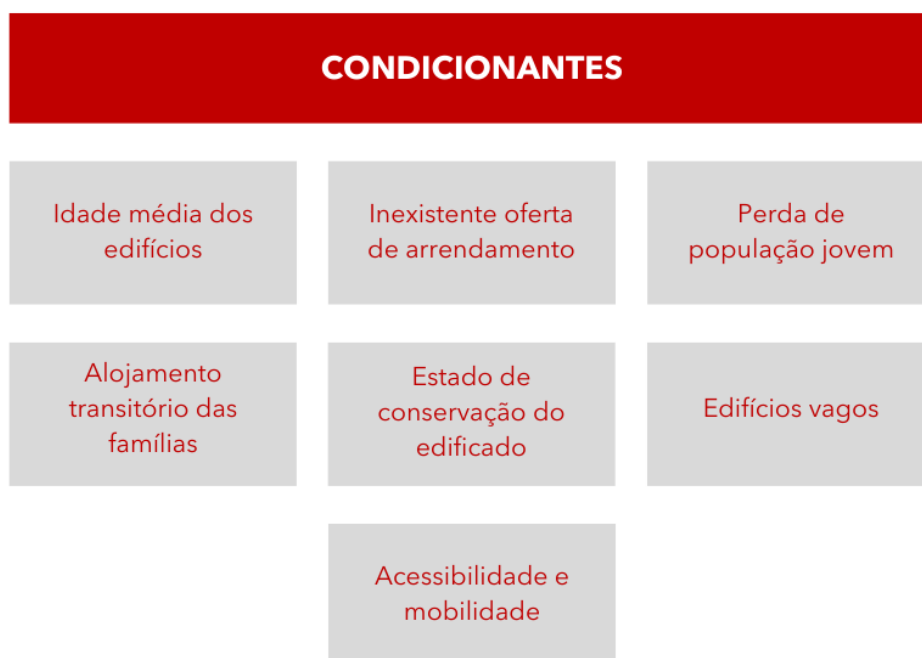 CONDICIONANTES
Idade média dos
edifícios
Inexistente oferta
de arrendamento
Perda de
população jovem
Alojamento
transitório das
famílias
Estado de
conservação do
edificado
Edifícios vagos
Acessibilidade e
mobilidade